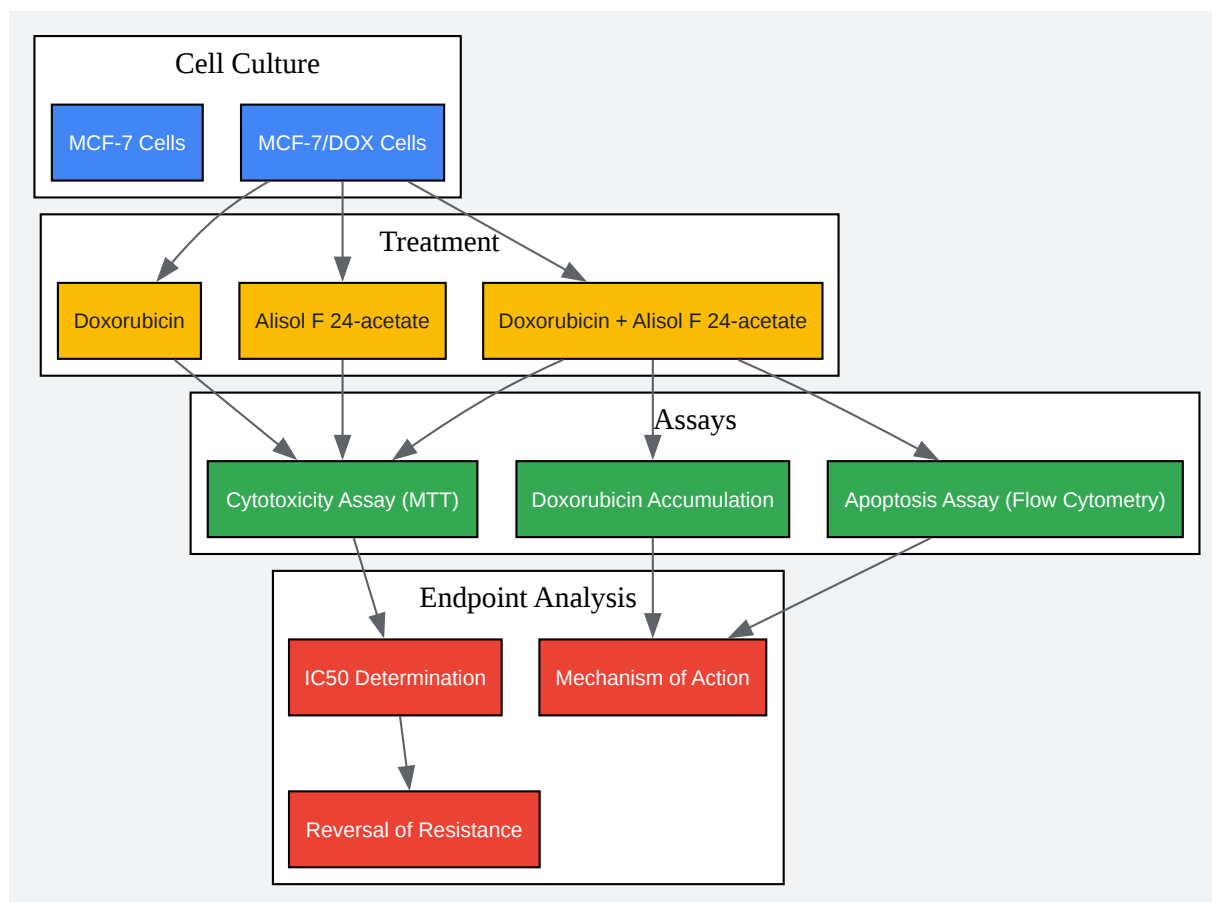 Cell Culture
MCF-7 Cells
MCF-7/DOX Cells
Treatment
Doxorubicin
Alisol F 24-acetate
Doxorubicin + Alisol F 24-acetate
Assays
Cytotoxicity Assay (MTT)
Doxorubicin Accumulation
Apoptosis Assay (Flow Cytometry)
Endpoint Analysis
IC50 Determination
Mechanism of Action
Reversal of Resistance